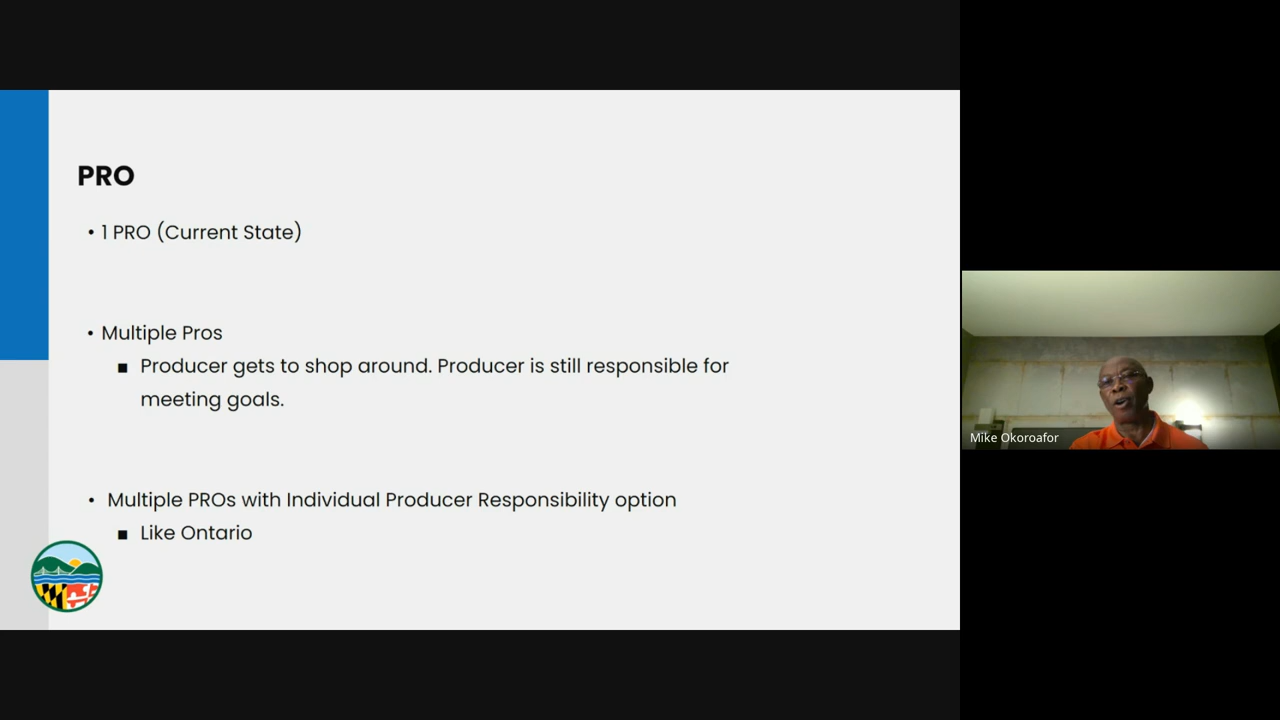 PRO
• 1 PRO (Current State)
• Multiple Pros
■ Producer gets to shop around. Producer is still responsible for
meeting goals.
• Multiple PROs with Individual Producer Responsibility option
■ Like Ontario
Mike Okoroafor